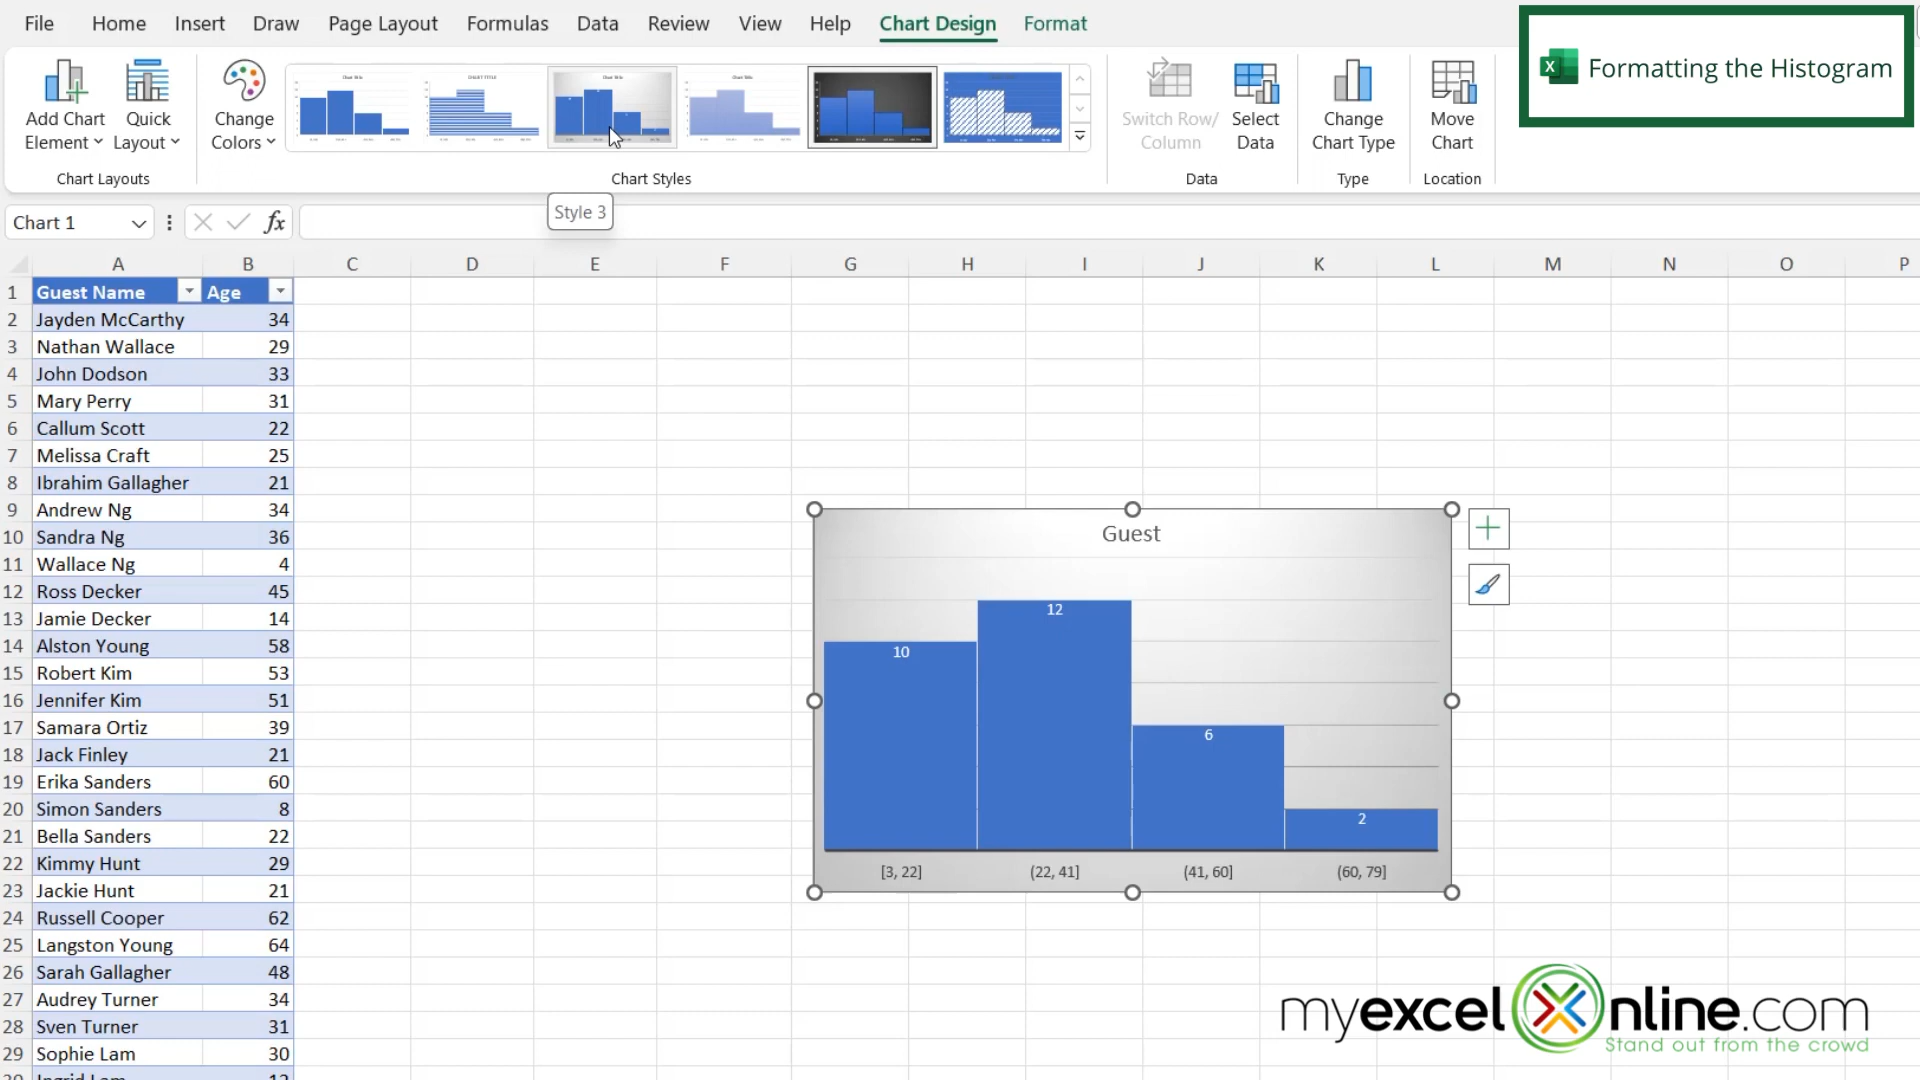 File Home Insert Draw Page Layout Formulas Data Review View Help Chart Design Format
Formatting the Histogram
Add Chart Element
Quick Layout
Change Colors
Switch Row/ Column
Select Data
Change Chart Type
Move Chart
Chart Layouts
Chart Styles
Data
Type
Location
Style 3
Chart 1
fx
A B C D E F G H I J K L M N O P
1 Guest Name Age
2 Jayden McCarthy 34
3 Nathan Wallace 29
4 John Dodson 33
5 Mary Perry 31
6 Callum Scott 22
7 Melissa Craft 25
8 Ibrahim Gallagher 21
9 Andrew Ng 34
10 Sandra Ng 36
11 Wallace Ng 4
12 Ross Decker 45
13 Jamie Decker 14
14 Alston Young 58
15 Robert Kim 53
16 Jennifer Kim 51
17 Samara Ortiz 39
18 Jack Finley 21
19 Erika Sanders 60
20 Simon Sanders 8
21 Bella Sanders 22
22 Kimmy Hunt 29
23 Jackie Hunt 21
24 Russell Cooper 62
25 Langston Young 64
26 Sarah Gallagher 48
27 Audrey Turner 34
28 Sven Turner 31
29 Sophie Lam 30
Guest
10
12
6
2
[3, 22] (22, 41] (41, 60] (60, 79]
myexcelOnline.com
Stand out from the crowd